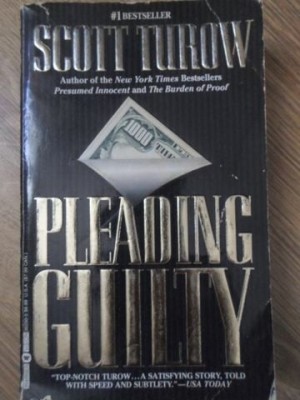 #1 BESTSELLER
SCOTT TUROW
Author of the New York Times Bestsellers
Presumed Innocent and The Burden of Proof
1000
PLEADING
GUILTY
"TOP-NOTCH TUROW...A SATISFYING STORY, TOLD
WITH SPEED AND SUBTLETY."—USA TODAY